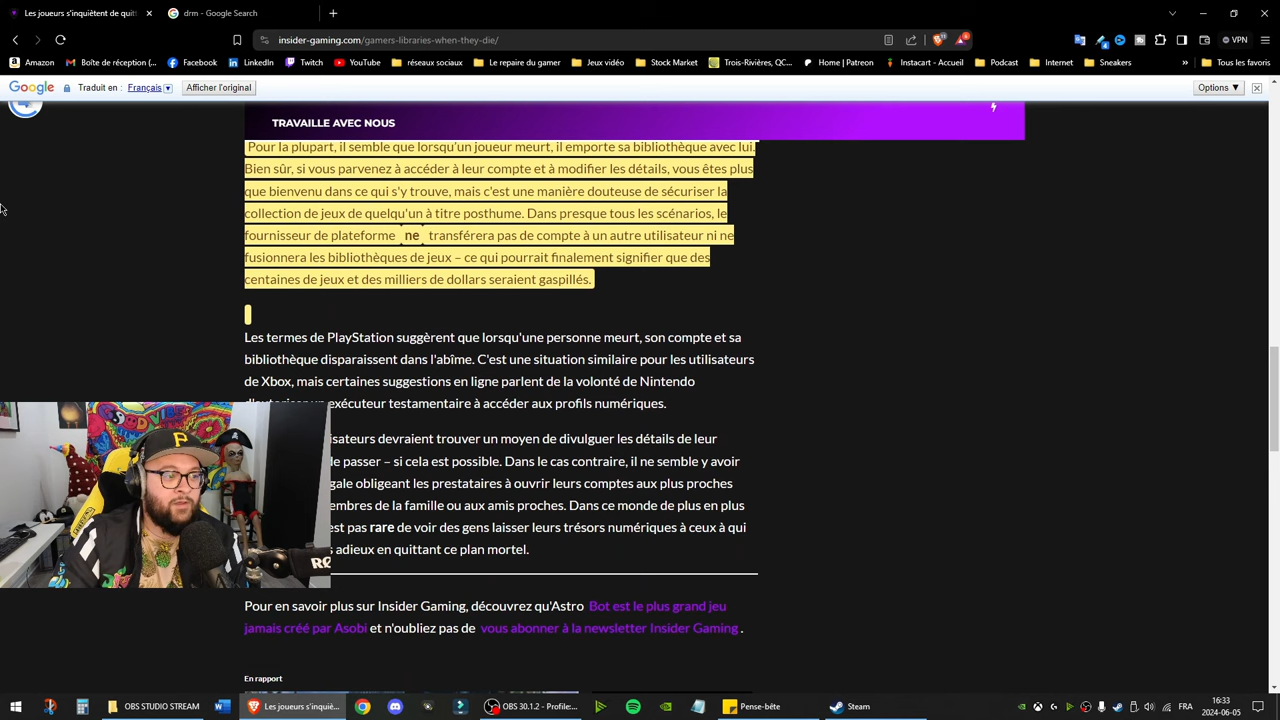 Les joueurs s'inquiètent de quit
drm - Google Search
insider-gaming.com/gamers-libraries-when-they-die/
VPN
Amazon
Boîte de réception (...
Facebook
LinkedIn
Twitch
YouTube
réseaux sociaux
Le repaire du gamer
Jeux vidéo
Stock Market
Trois-Rivières, QC...
Home | Patreon
Instacart - Accueil
Podcast
Internet
Sneakers
»
Tous les favoris
Google
Traduit en : Français
Afficher l'original
Options ▼
TRAVAILLE AVEC NOUS
Pour la plupart, il semble que lorsqu'un joueur meurt, il emporte sa bibliothèque avec lui.
Bien sûr, si vous parvenez à accéder à leur compte et à modifier les détails, vous êtes plus
que bienvenu dans ce qui s'y trouve, mais c'est une manière douteuse de sécuriser la
collection de jeux de quelqu'un à titre posthume. Dans presque tous les scénarios, le
fournisseur de plateforme ne transférera pas de compte à un autre utilisateur ni ne
fusionnera les bibliothèques de jeux – ce qui pourrait finalement signifier que des
centaines de jeux et des milliers de dollars seraient gaspillés.
Les termes de PlayStation suggèrent que lorsqu'une personne meurt, son compte et sa
bibliothèque disparaissent dans l'abîme. C'est une situation similaire pour les utilisateurs
de Xbox, mais certaines suggestions en ligne parlent de la volonté de Nintendo
exécuteur testamentaire à accéder aux profils numériques.
isateurs devraient trouver un moyen de divulguer les détails de leur
de passer – si cela est possible. Dans le cas contraire, il ne semble y avoir
gale obligeant les prestataires à ouvrir leurs comptes aux plus proches
embres de la famille ou aux amis proches. Dans ce monde de plus en plus
est pas rare de voir des gens laisser leurs trésors numériques à ceux à qui
s adieux en quittant ce plan mortel.
Pour en savoir plus sur Insider Gaming, découvrez qu'Astro Bot est le plus grand jeu
jamais créé par Asobi et n'oubliez pas de vous abonner à la newsletter Insider Gaming .
En rapport
GOOD VIBES
P
OBS STUDIO STREAM
Les joueurs s'inquiè...
OBS 30.1.2 - Profile:...
Pense-bête
Steam
FRA
16:33
2024-06-05